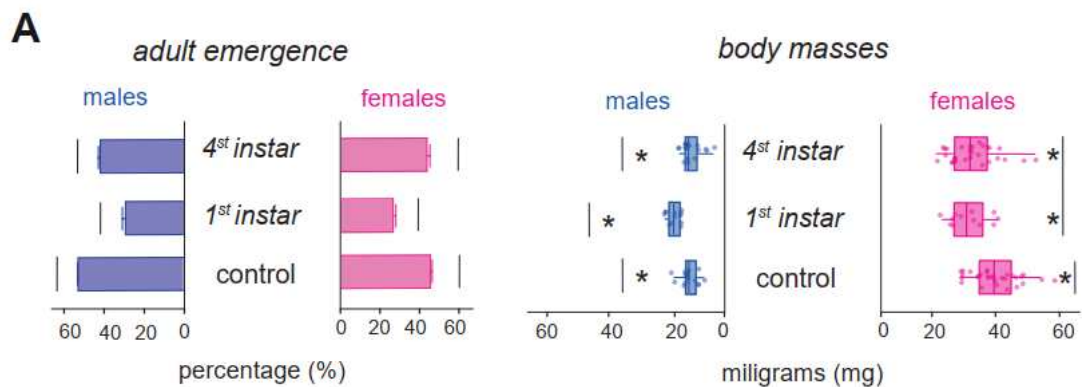 A
adult emergence
body masses
males
females
males
females
4st instar
4st instar
1st instar
1st instar
control
control
*
*
*
*
*
*
60 40 20 0
0 20 40 60
60 40 20 0
0 20 40 60
percentage (%)
miligrams (mg)